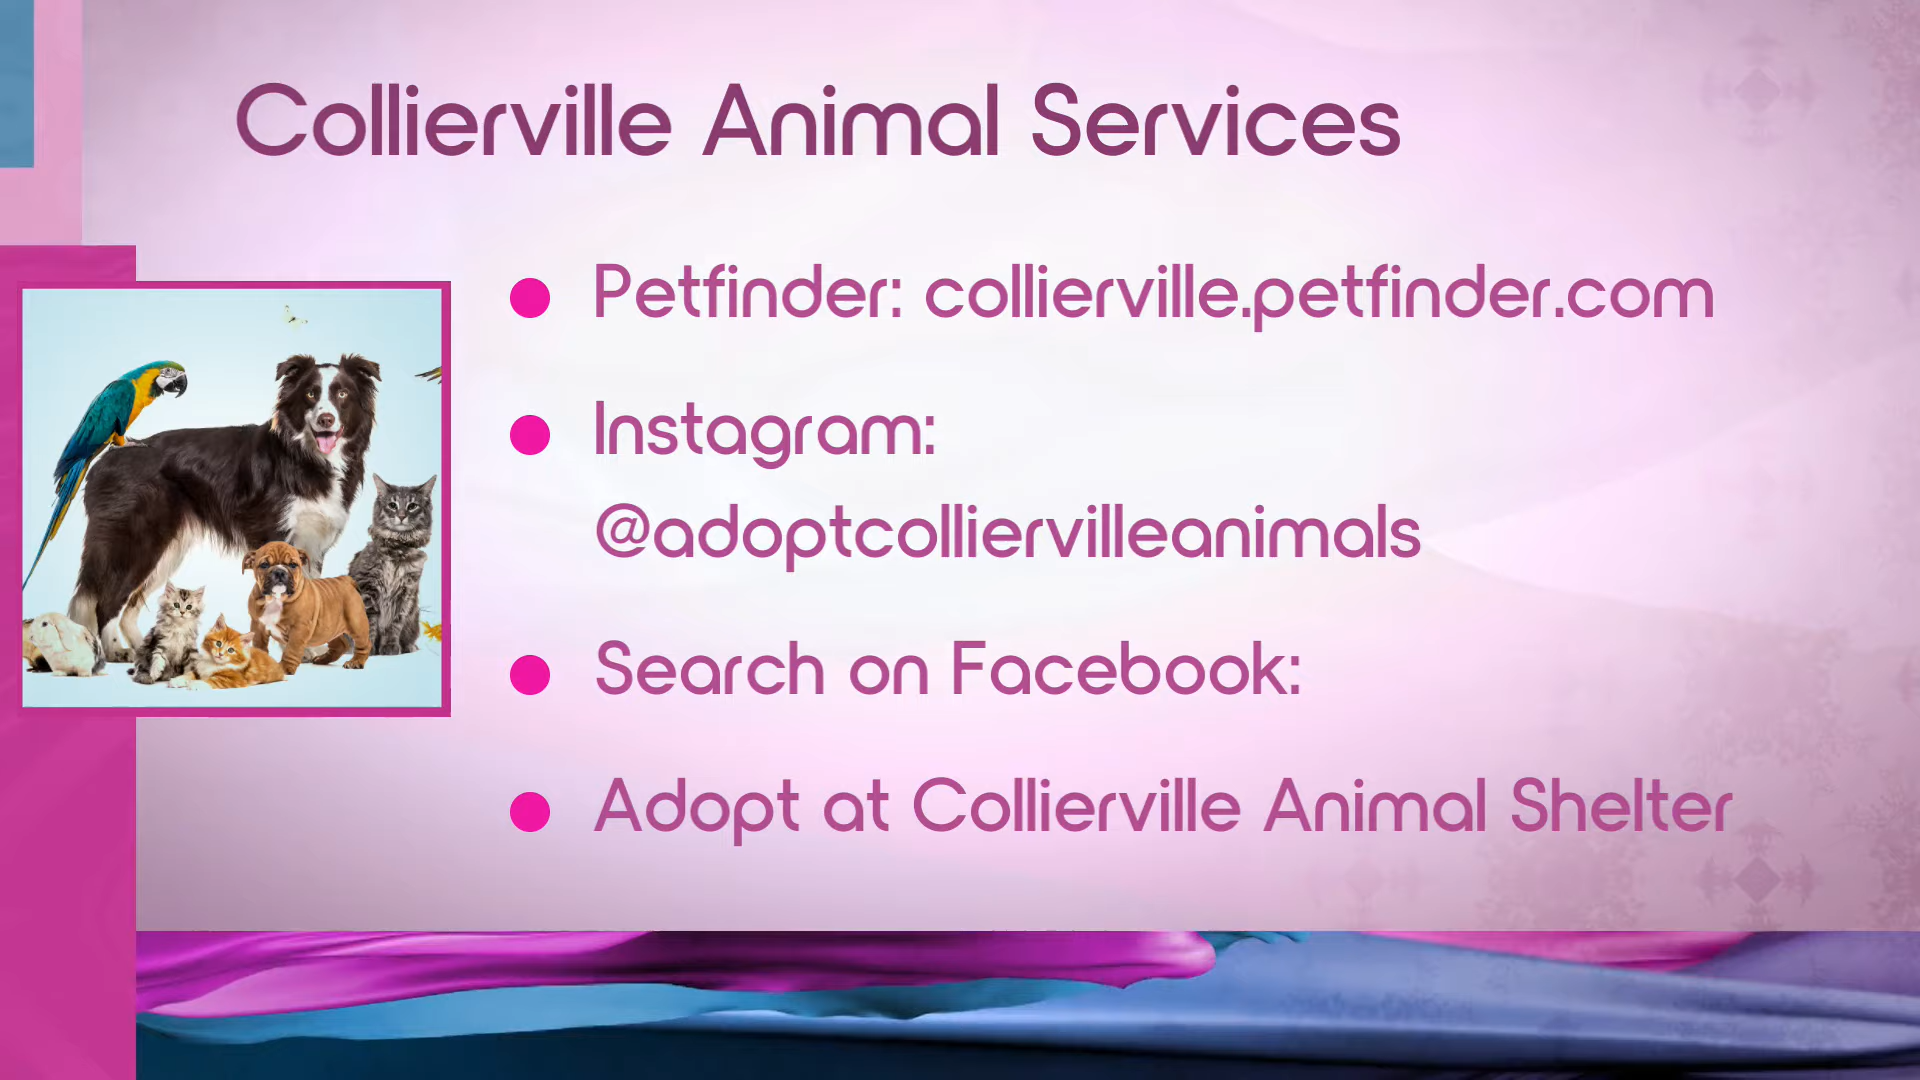 Collierville Animal Services
Petfinder: collierville.petfinder.com
Instagram:
@adoptcolliervilleanimals
Search on Facebook:
Adopt at Collierville Animal Shelter